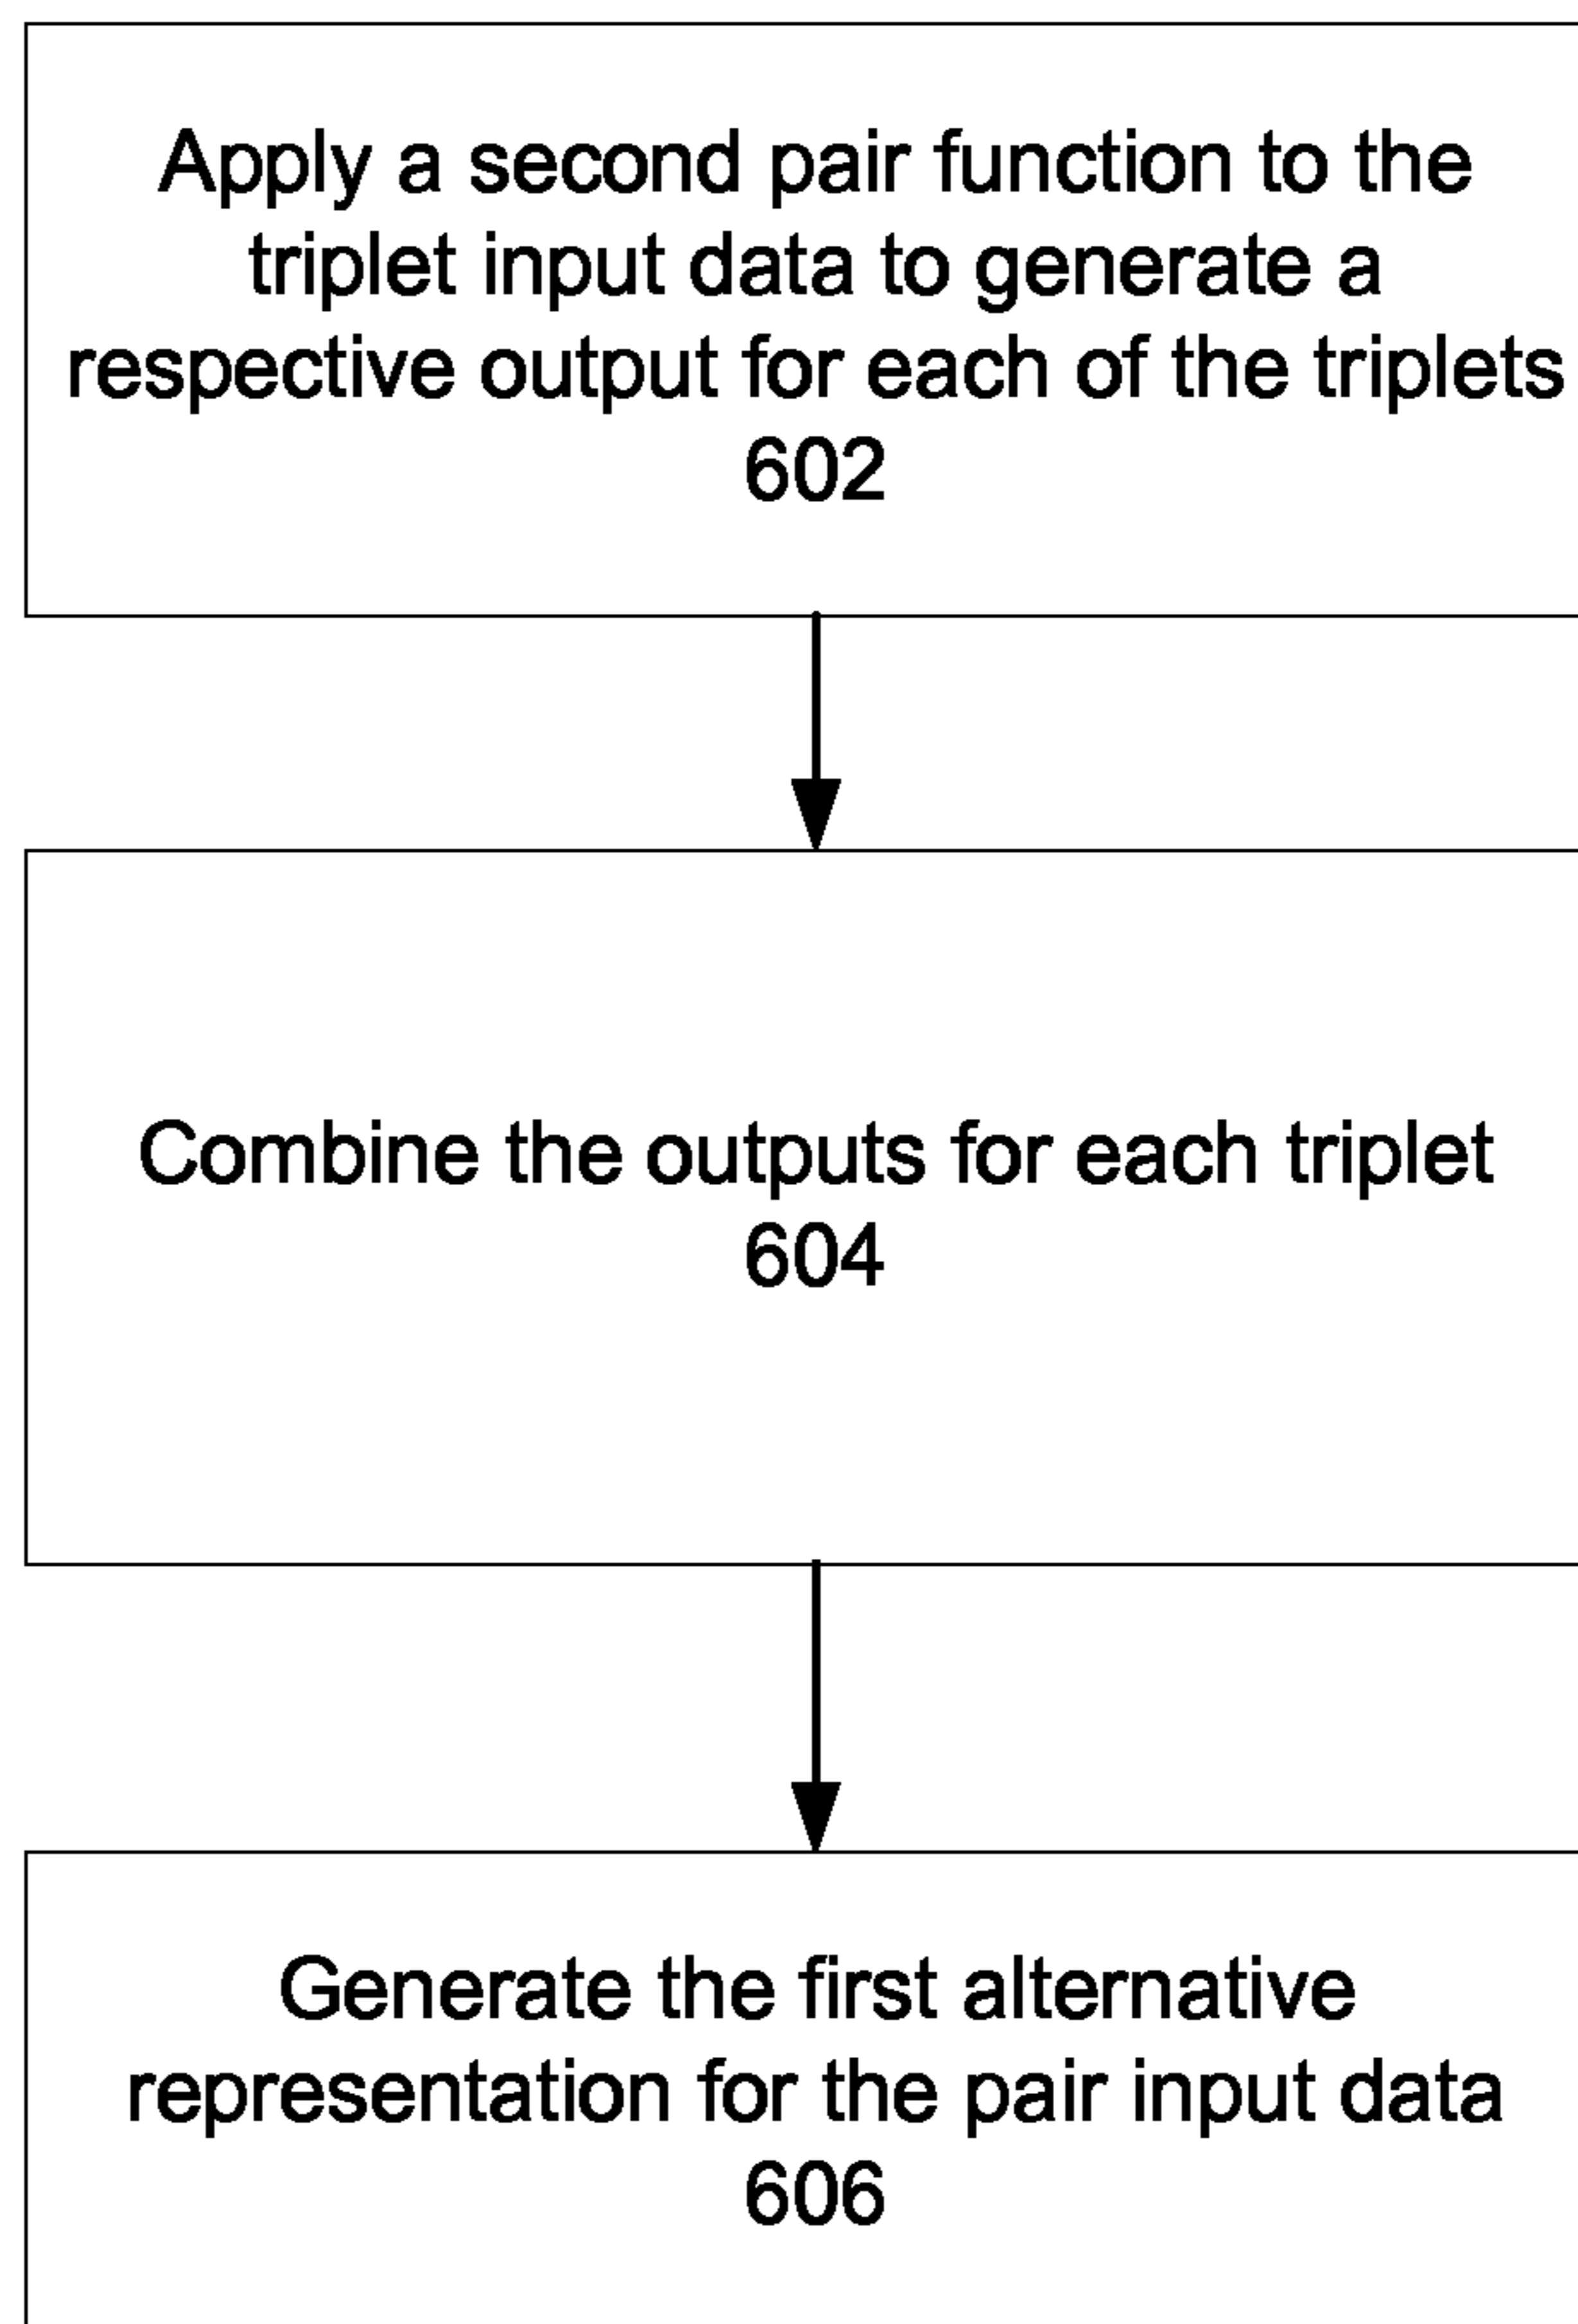 Apply a second pair function to the
triplet input data to generate a
respective output for each of the triplets
602
Combine the outputs for each triplet
604
Generate the first alternative
representation for the pair input data
606